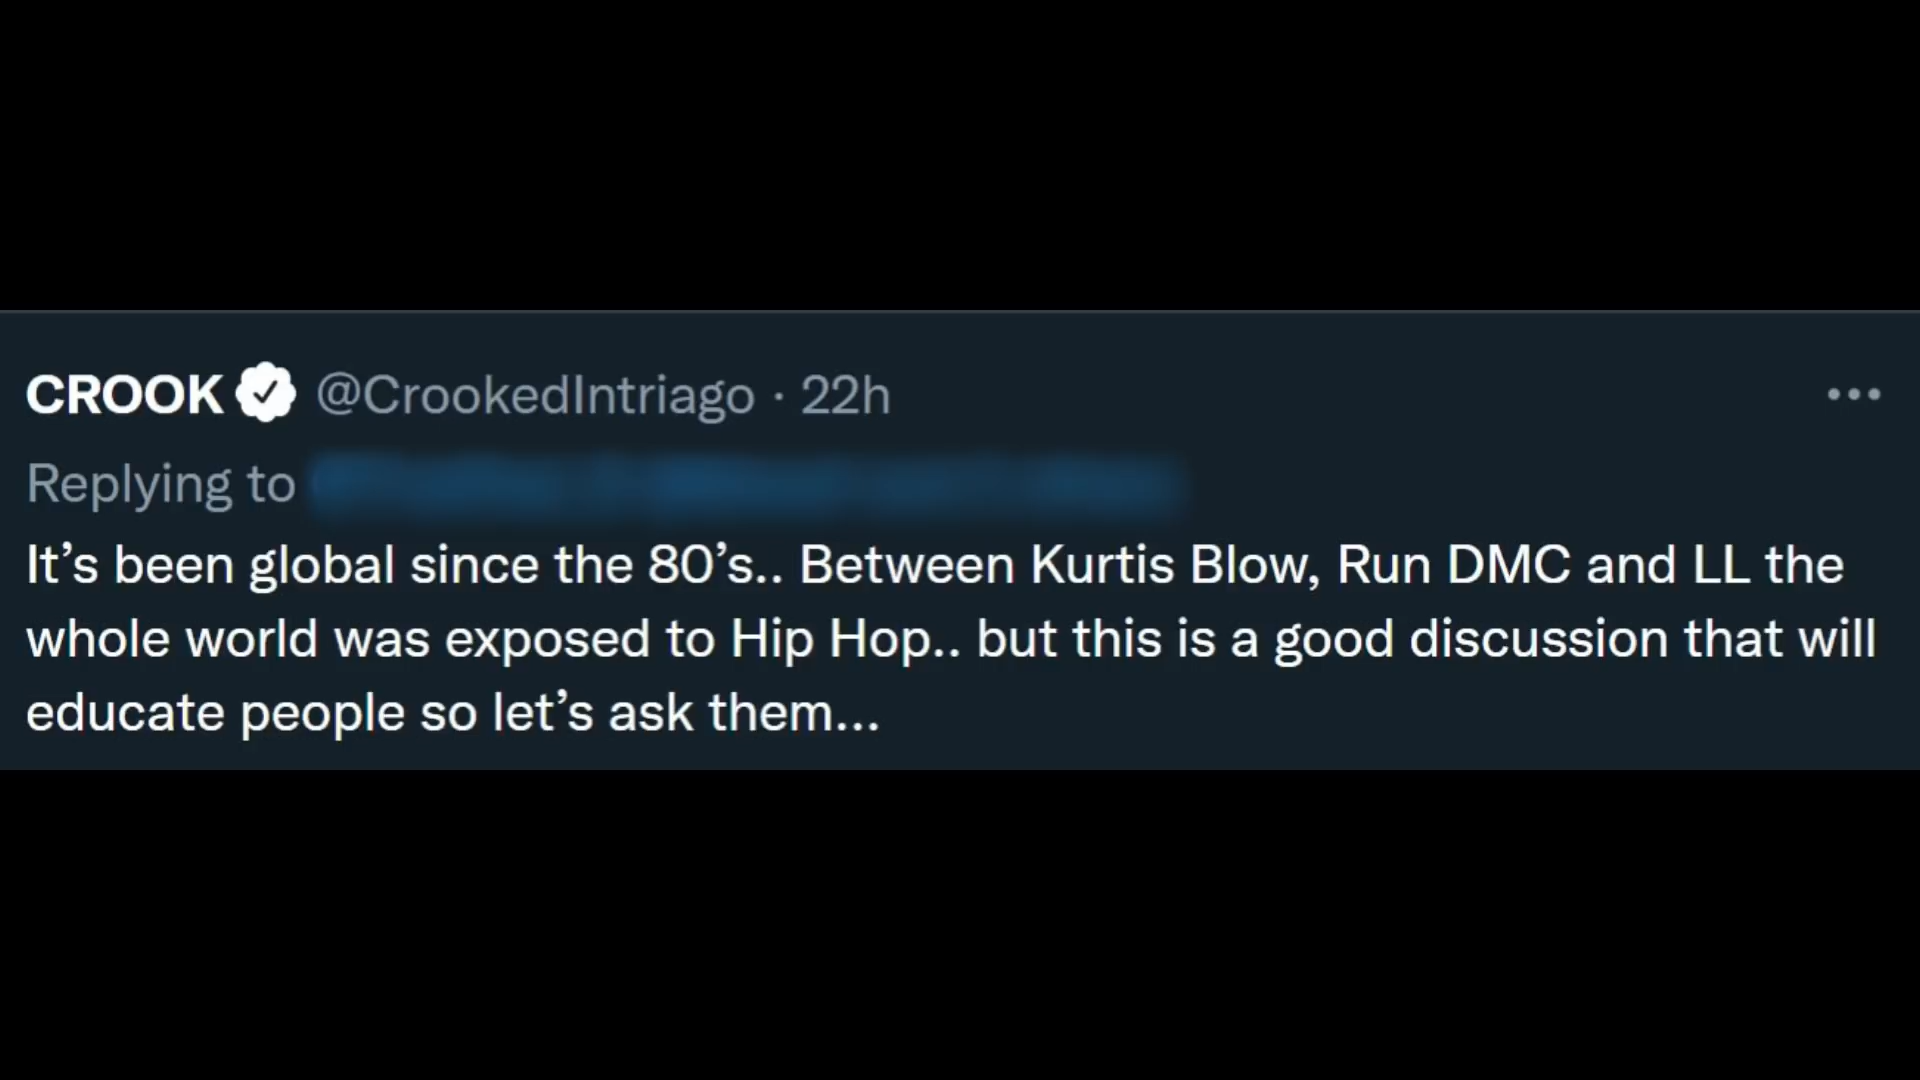 CROOK @CrookedIntriago · 22h
Replying to
It’s been global since the 80’s.. Between Kurtis Blow, Run DMC and LL the
whole world was exposed to Hip Hop.. but this is a good discussion that will
educate people so let’s ask them...